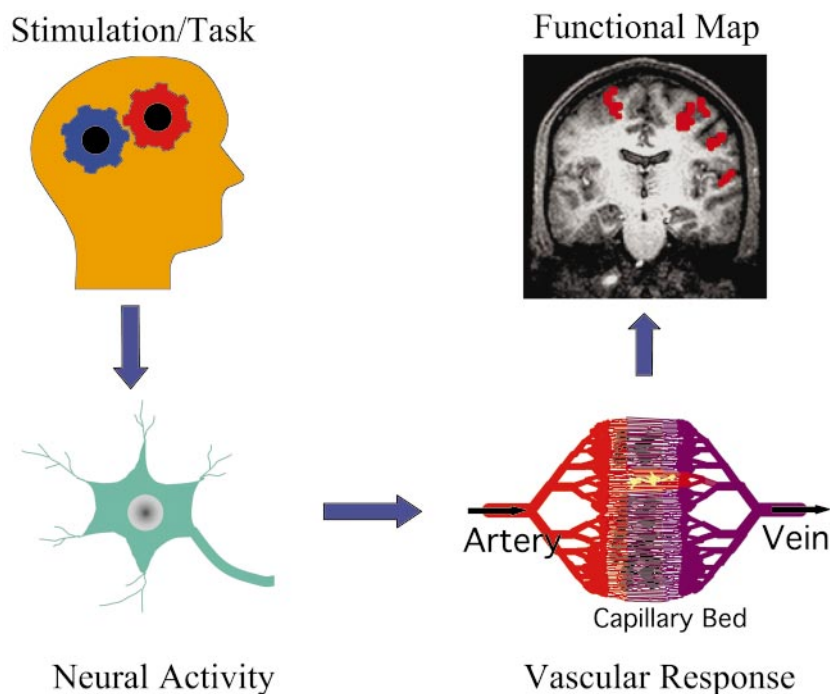 Stimulation/Task
Functional Map
Artery
Vein
Capillary Bed
Neural Activity
Vascular Response